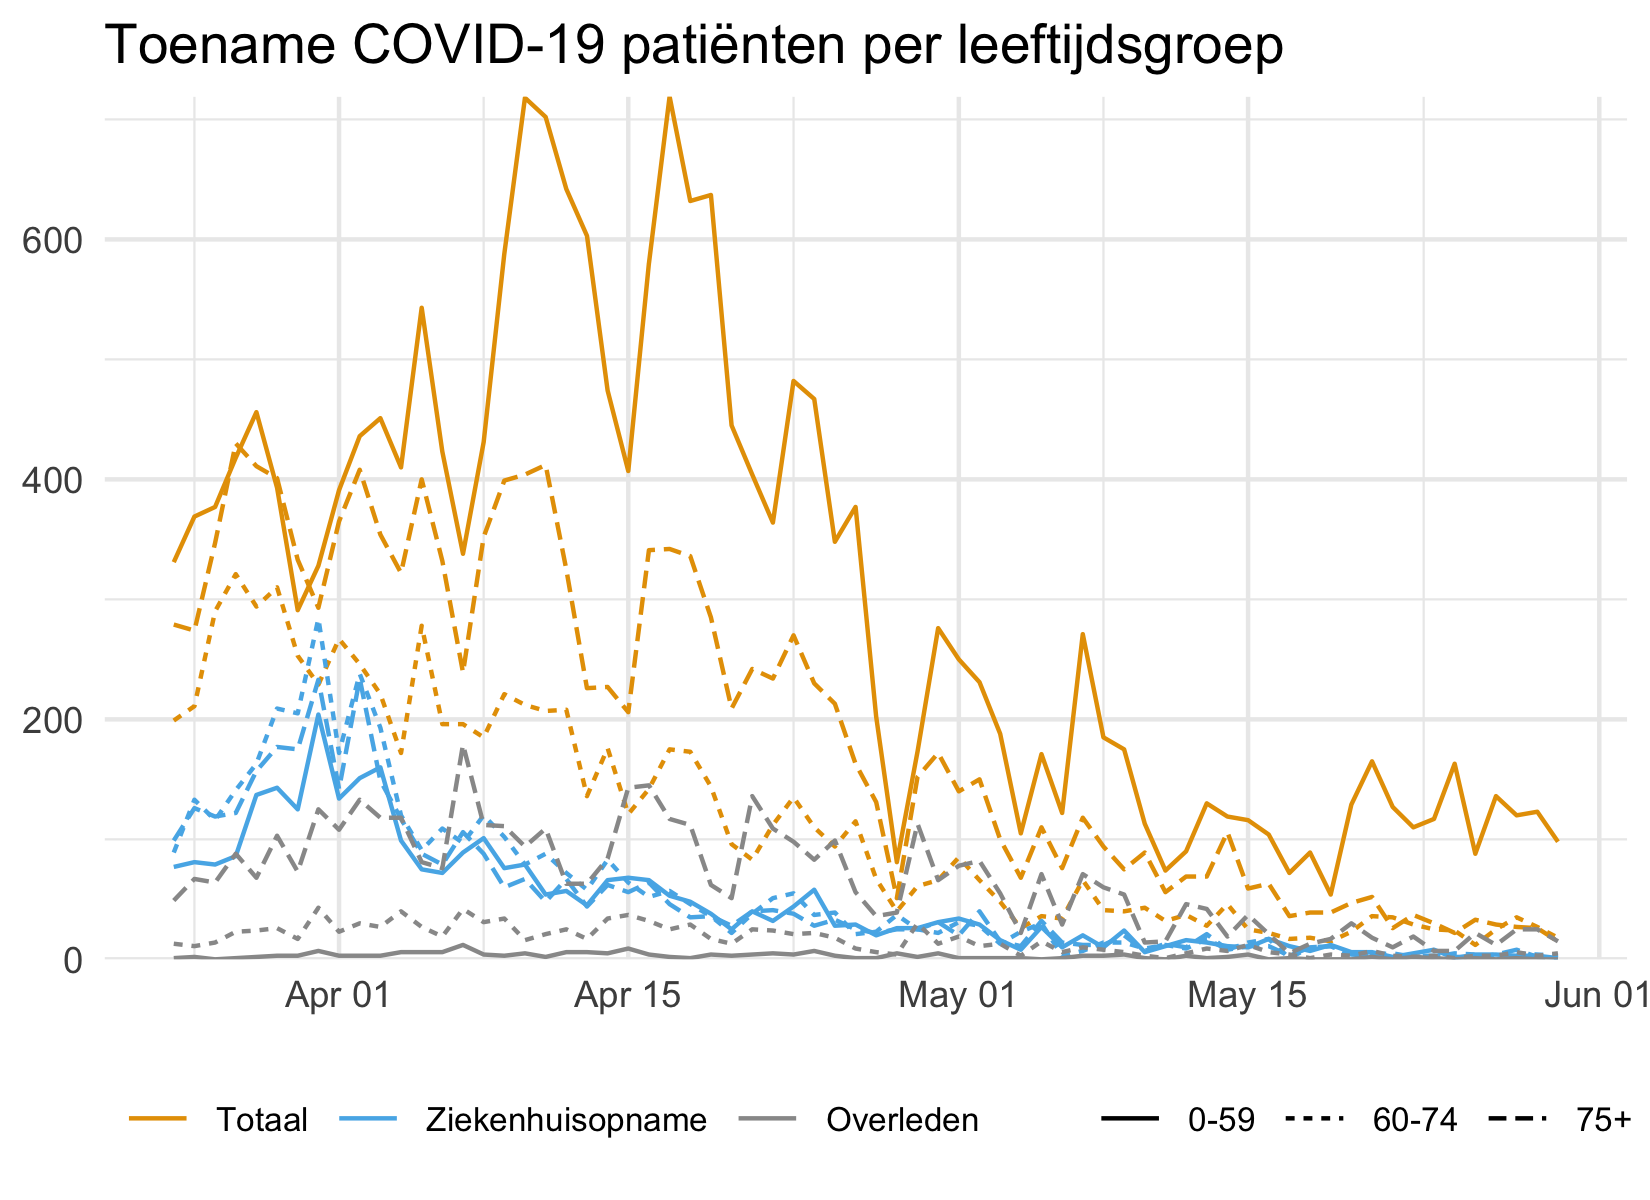 Toename COVID-19 patiënten per leeftijdsgroep
600
400
200
0
Apr 01 Apr 15 May 01 May 15 Jun 01
Totaal Ziekenhuisopname Overleden 0-59 60-74 75+